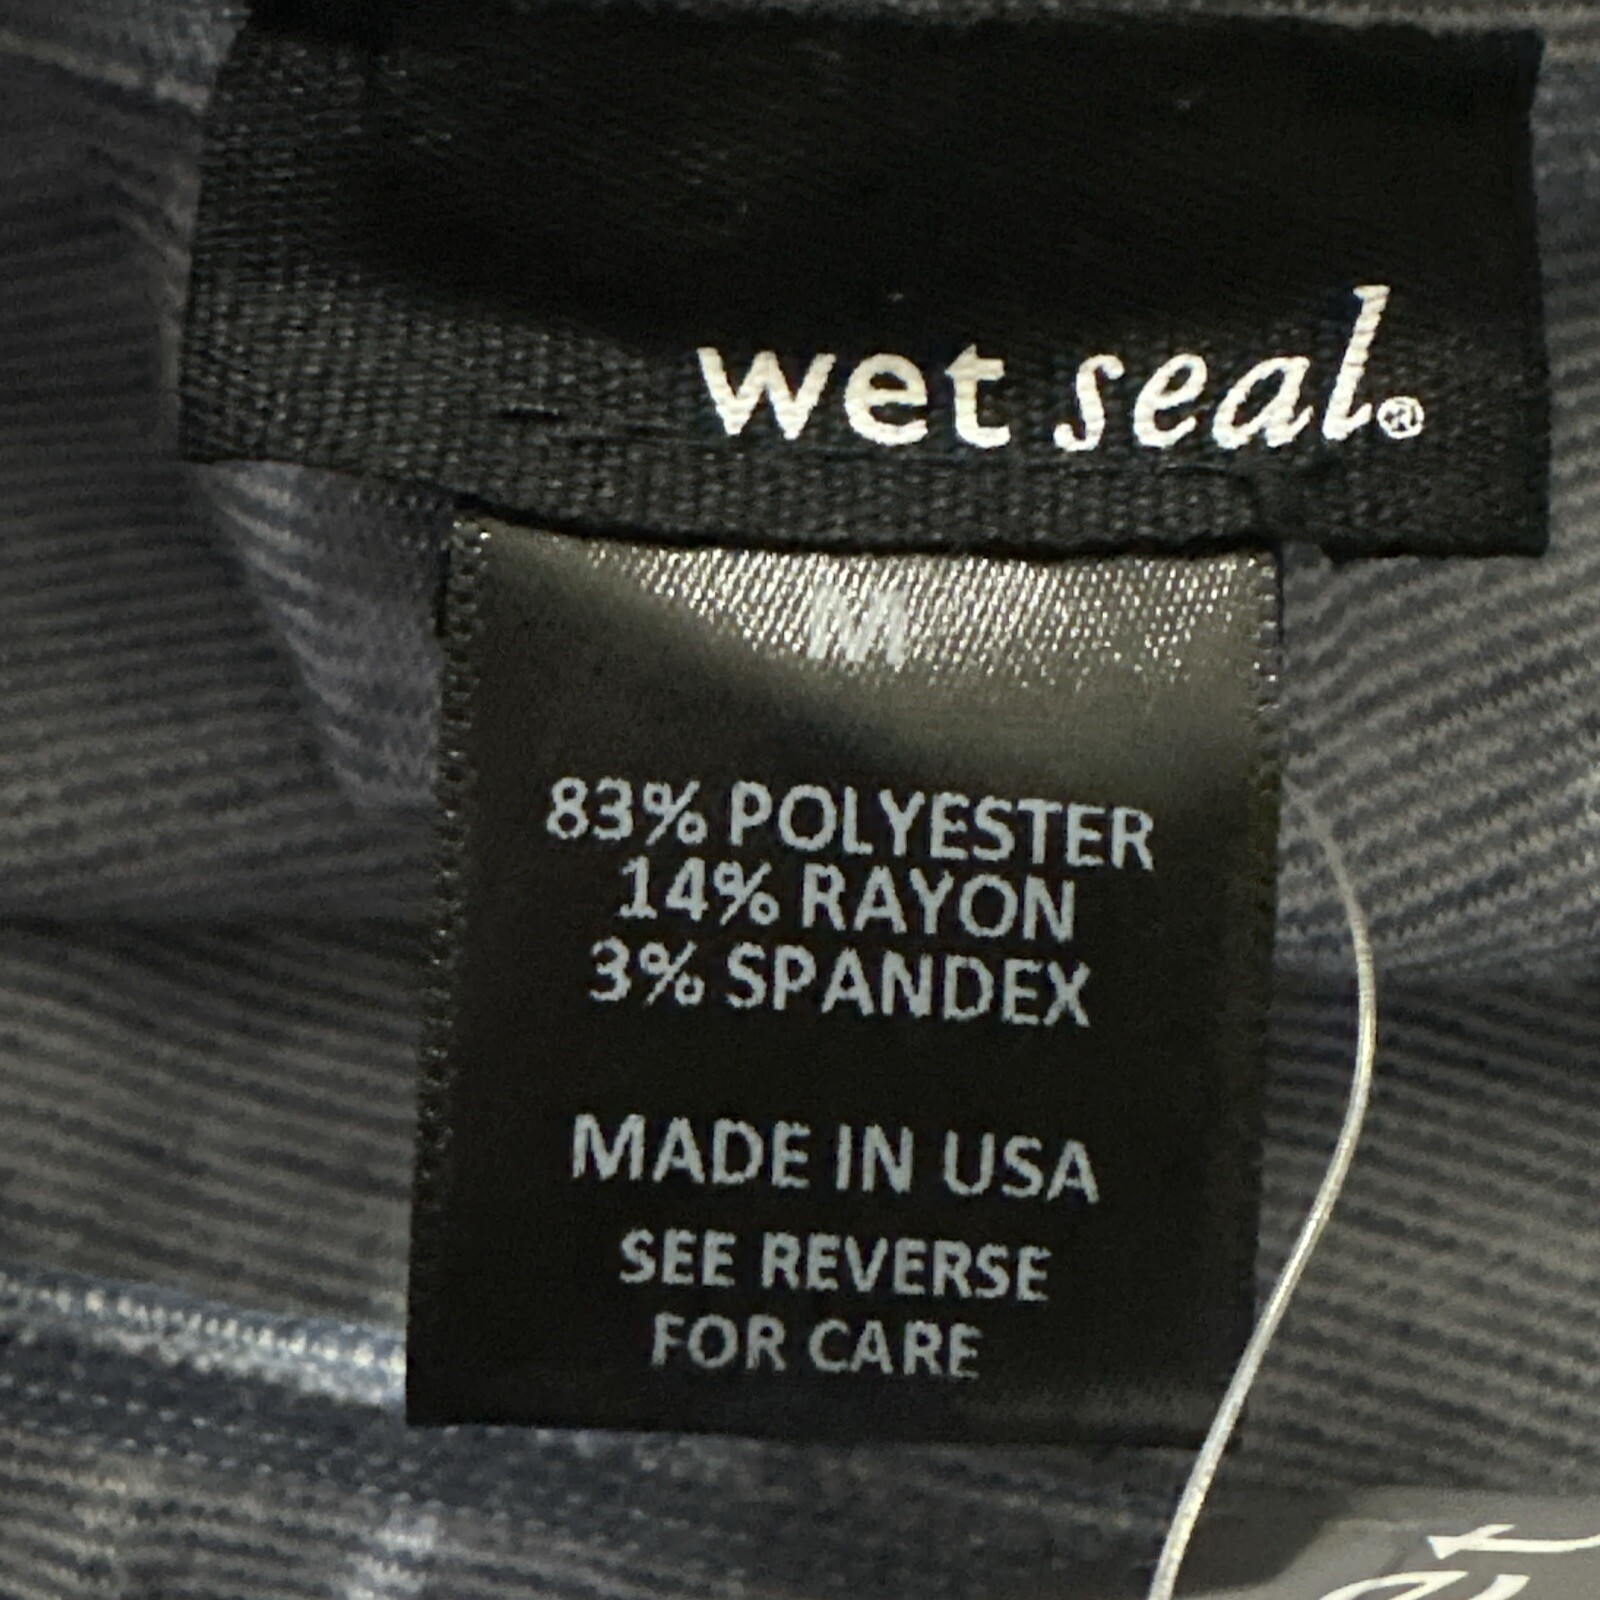 wet seal®
M
83% POLYESTER
14% RAYON
3% SPANDEX
MADE IN USA
SEE REVERSE
FOR CARE